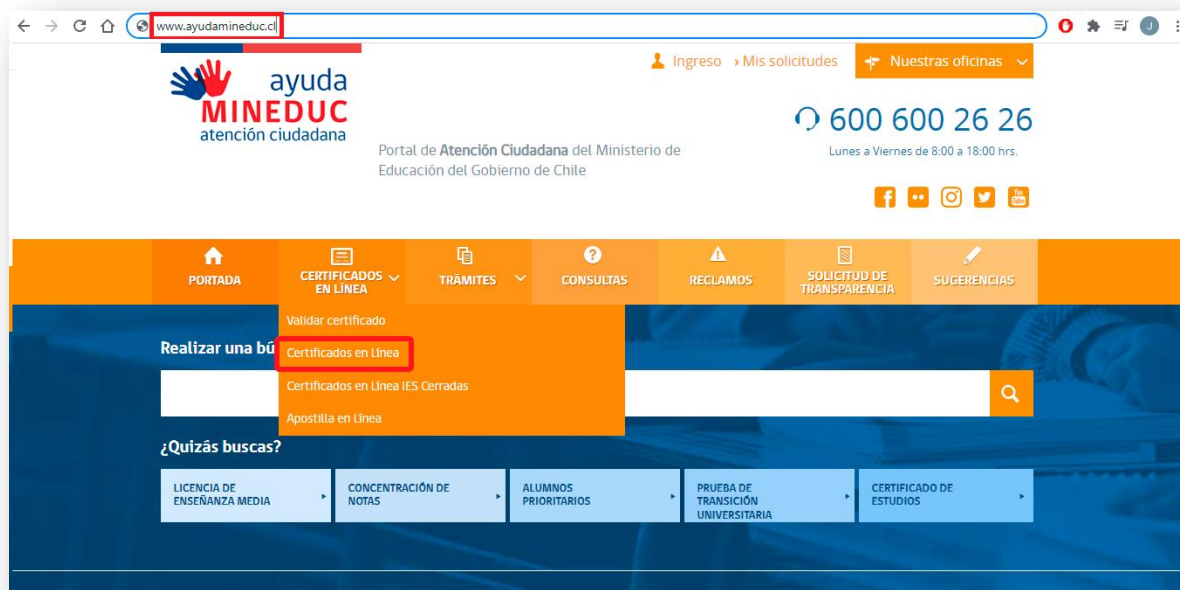 www.ayudamineduc.cl
ayuda
MINEDUC
atención ciudadana
Ingreso
Mis solicitudes
Nuestras oficinas
600 600 26 26
Lunes a Viernes de 8:00 a 18:00 hrs.
Portal de Atención Ciudadana del Ministerio de
Educación del Gobierno de Chile
PORTADA
CERTIFICADOS
EN LÍNEA
TRÁMITES
CONSULTAS
RECLAMOS
SOLICITUD DE
TRANSPARENCIA
SUGERENCIAS
Validar certificado
Certificados en Línea
Certificados en Línea IES Cerradas
Apostilla en Línea
Realizar una bú
¿Quizás buscas?
LICENCIA DE
ENSEÑANZA MEDIA
CONCENTRACIÓN DE
NOTAS
ALUMNOS
PRIORITARIOS
PRUEBA DE
TRANSICIÓN
UNIVERSITARIA
CERTIFICADO DE
ESTUDIOS